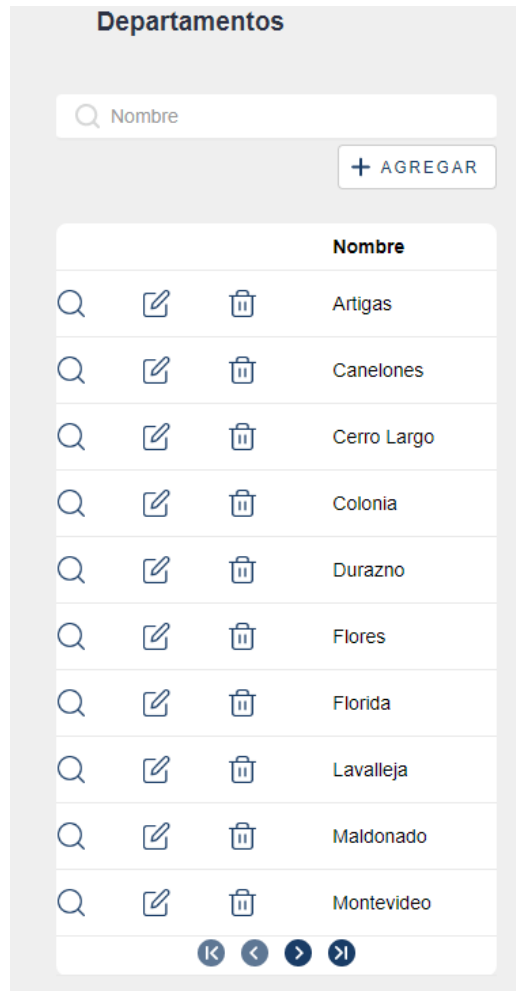 Departamentos
Nombre
AGREGAR
Nombre
Artigas
Canelones
Cerro Largo
Colonia
Durazno
Flores
Florida
Lavalleja
Maldonado
Montevideo